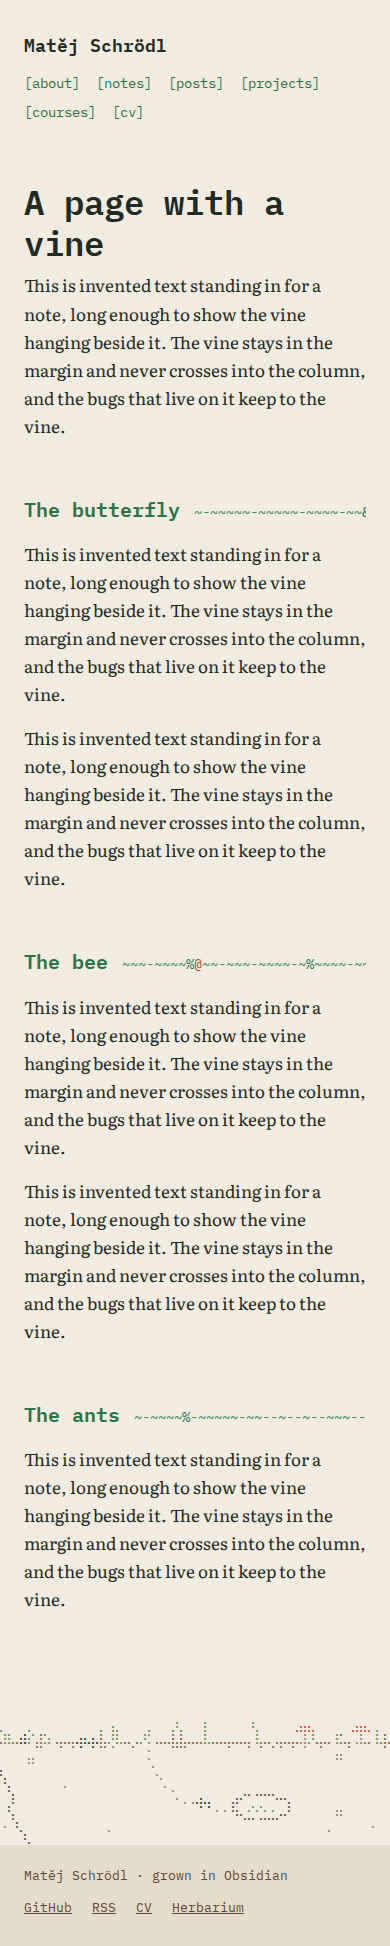 Matěj Schrödl
[about] [notes] [posts] [projects]
[courses] [cv]
A page with a
vine
This is invented text standing in for a
note, long enough to show the vine
hanging beside it. The vine stays in the
margin and never crosses into the column,
and the bugs that live on it keep to the
vine.
The butterfly
This is invented text standing in for a
note, long enough to show the vine
hanging beside it. The vine stays in the
margin and never crosses into the column,
and the bugs that live on it keep to the
vine.
This is invented text standing in for a
note, long enough to show the vine
hanging beside it. The vine stays in the
margin and never crosses into the column,
and the bugs that live on it keep to the
vine.
The bee
This is invented text standing in for a
note, long enough to show the vine
hanging beside it. The vine stays in the
margin and never crosses into the column,
and the bugs that live on it keep to the
vine.
This is invented text standing in for a
note, long enough to show the vine
hanging beside it. The vine stays in the
margin and never crosses into the column,
and the bugs that live on it keep to the
vine.
The ants
This is invented text standing in for a
note, long enough to show the vine
hanging beside it. The vine stays in the
margin and never crosses into the column,
and the bugs that live on it keep to the
vine.
Matěj Schrödl · grown in Obsidian
GitHub RSS CV Herbarium